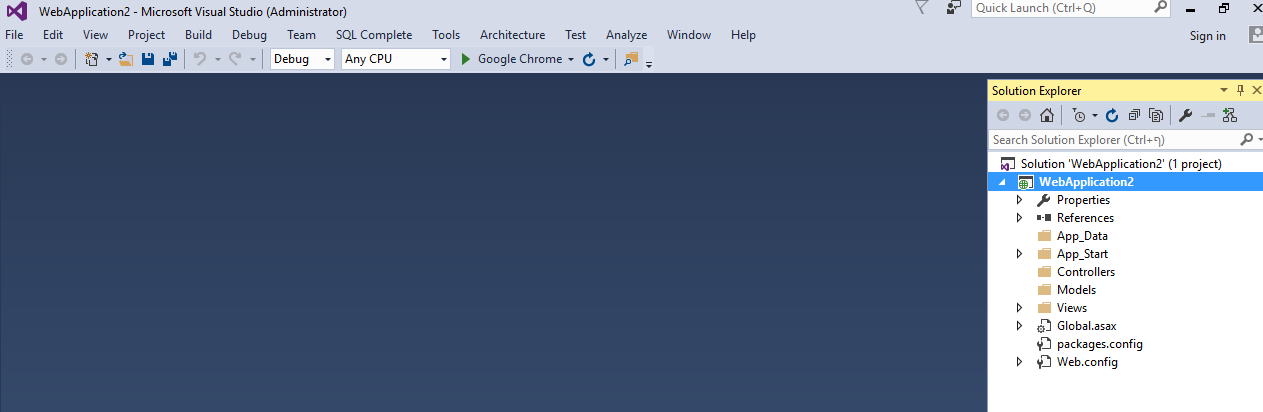 WebApplication2 - Microsoft Visual Studio (Administrator)
Quick Launch (Ctrl+Q)
File Edit View Project Build Debug Team SQL Complete Tools Architecture Test Analyze Window Help
Sign in
Debug Any CPU Google Chrome
Solution Explorer
Search Solution Explorer (Ctrl+ף)
Solution 'WebApplication2' (1 project)
WebApplication2
Properties
References
App_Data
App_Start
Controllers
Models
Views
Global.asax
packages.config
Web.config